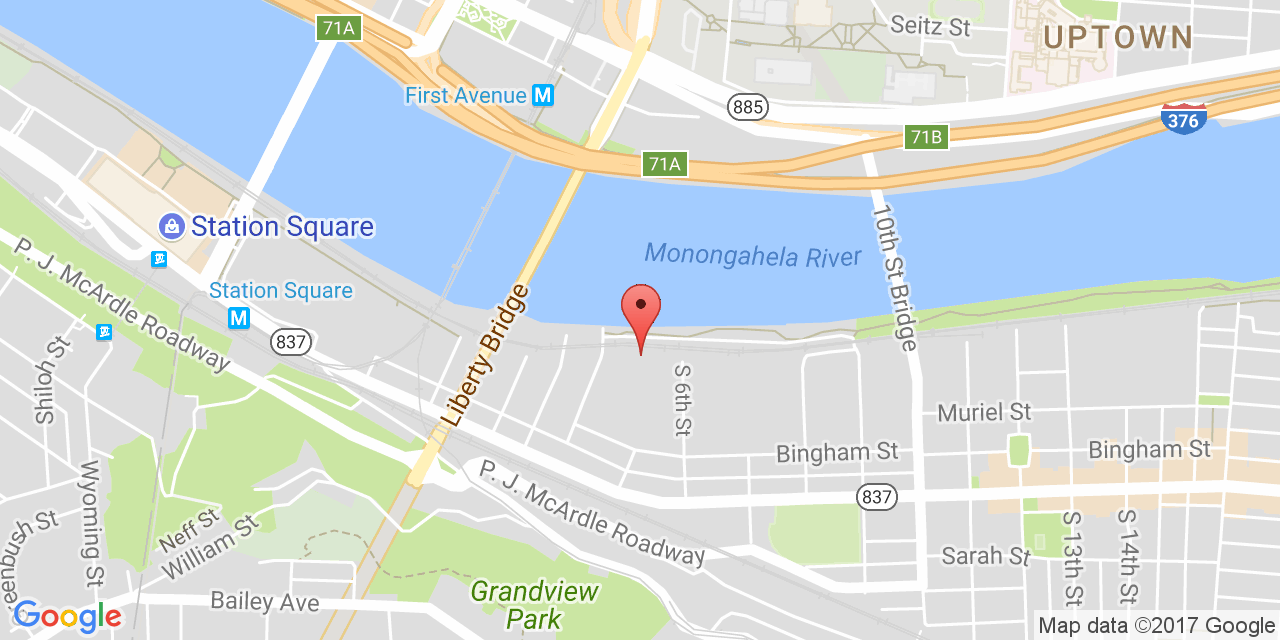 71A
Seitz St
UPTOWN
First Avenue M
885
376
71B
71A
Station Square
10th St Bridge
Monongahela River
P. J. McArdle Roadway
Station Square
M
Liberty Bridge
837
Shiloh St
S 6th St
Muriel St
Bingham St
Bingham St
Wyoming St
P. J. McArdle Roadway
837
eenbush St
Neff St
William St
S 13th St
S 14th St
Sarah St
Grandview
Park
Bailey Ave
Google
Map data ©2017 Google